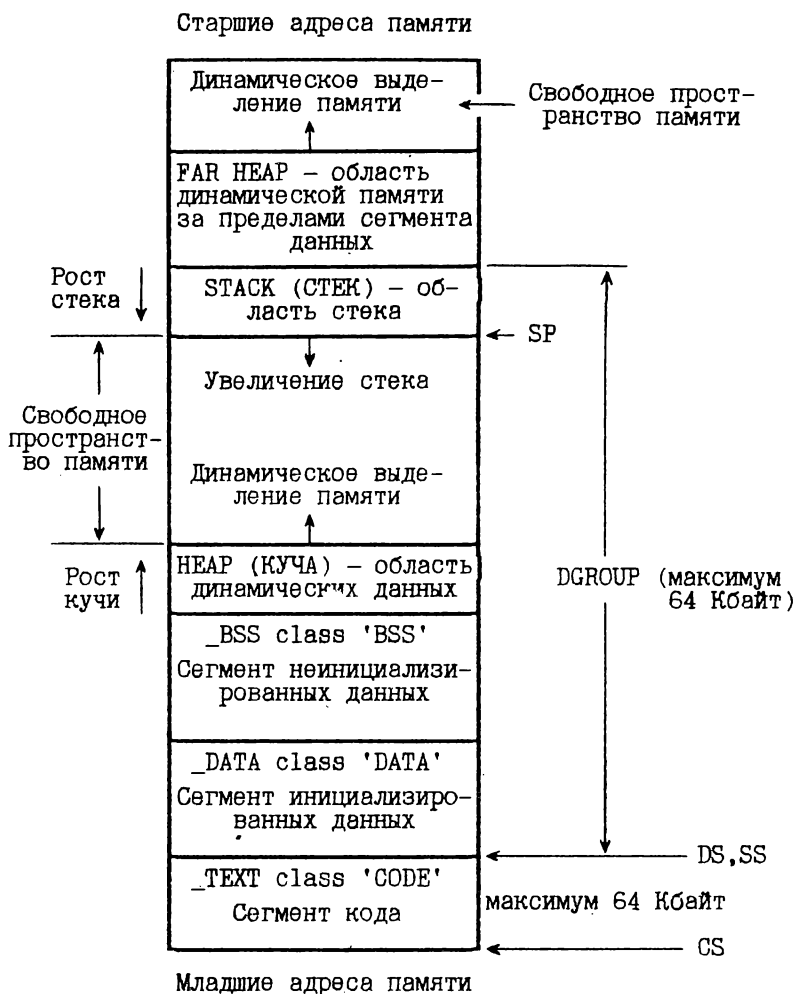 Старшие адреса памяти
Динамическое выде-
ление памяти
Свободное прост-
ранство памяти
FAR HEAP – область
динамической памяти
за пределами сегмента
данных
Рост
стека
STACK (СТЕК) – об-
ласть стека
SP
Увеличение стека
Свободное
пространст-
во памяти
Динамическое выде-
ление памяти
Рост
кучи
HEAP (КУЧА) – область
динамических данных
DGROUP (максимум
64 Кбайт)
_BSS class 'BSS'
Сегмент неинициализи-
рованных данных
_DATA class 'DATA'
Сегмент инициализиро-
ванных данных
DS,SS
_TEXT class 'CODE'
Сегмент кода
максимум 64 Кбайт
CS
Младшие адреса памяти